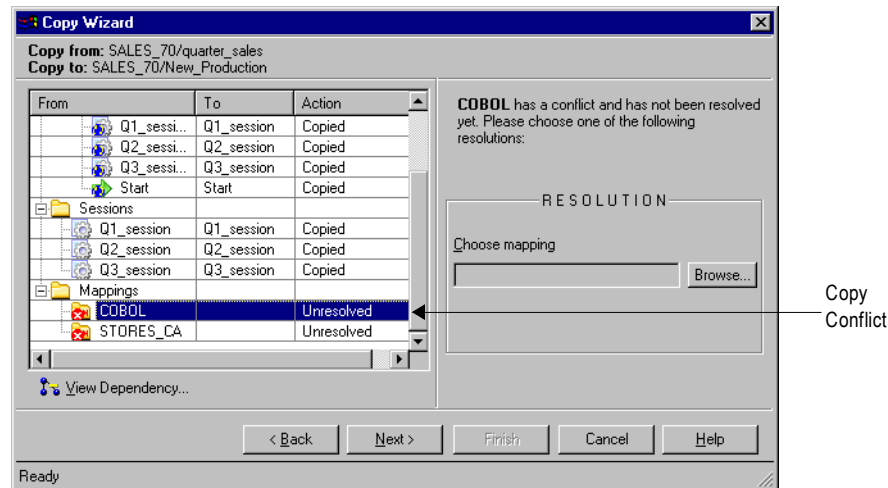 Copy Wizard
Copy from: SALES_70/quarter_sales
Copy to: SALES_70/New_Production
From To Action
Q1_sessi... Q1_session Copied
Q2_sessi... Q2_session Copied
Q3_sessi... Q3_session Copied
Start Start Copied
Sessions
Q1_session Q1_session Copied
Q2_session Q2_session Copied
Q3_session Q3_session Copied
Mappings
COBOL Unresolved
STORES_CA Unresolved
View Dependency...
COBOL has a conflict and has not been resolved
yet. Please choose one of the following
resolutions:
RESOLUTION
Choose mapping
Browse...
Copy
Conflict
< Back Next > Finish Cancel Help
Ready